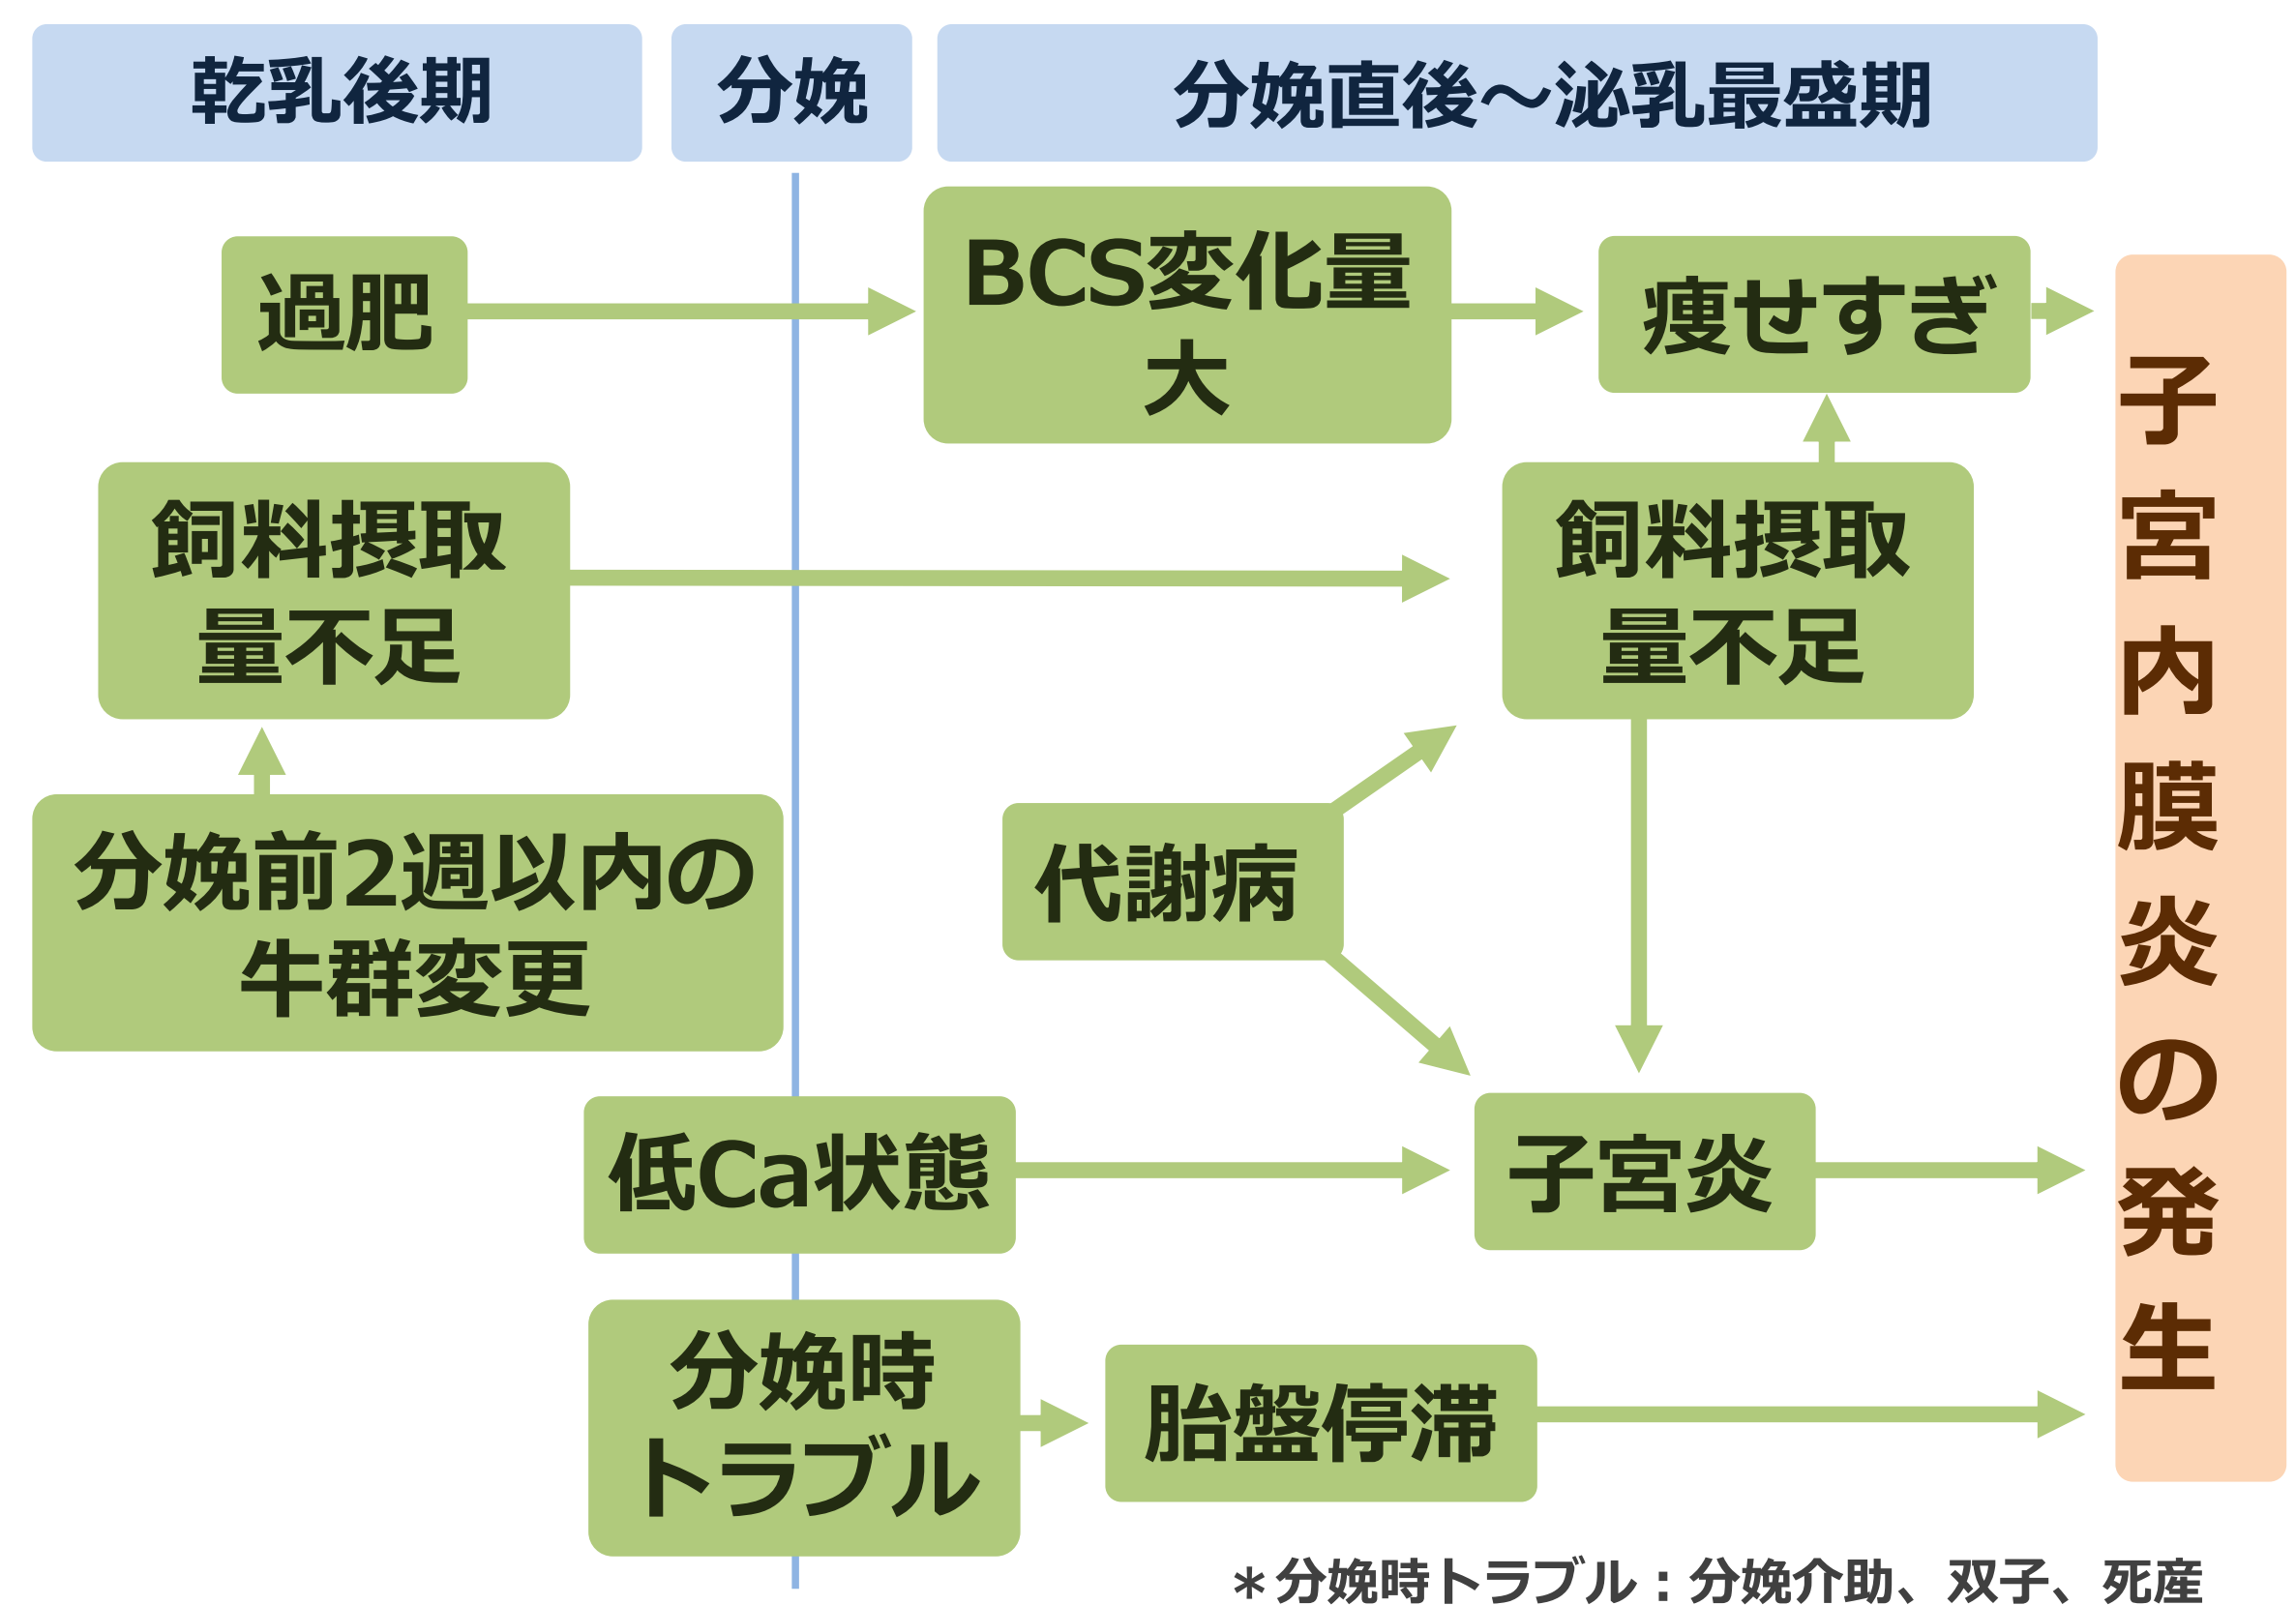 乾乳後期
分娩
分娩直後～泌乳最盛期
過肥
BCS変化量
大
痩せすぎ
飼料摂取
量不足
飼料摂取
量不足
分娩前2週以内の
牛群変更
代謝病
低Ca状態
子宮炎
分娩時
トラブル
胎盤停滞
子宮内膜炎の発生
＊分娩時トラブル：分娩介助、双子、死産